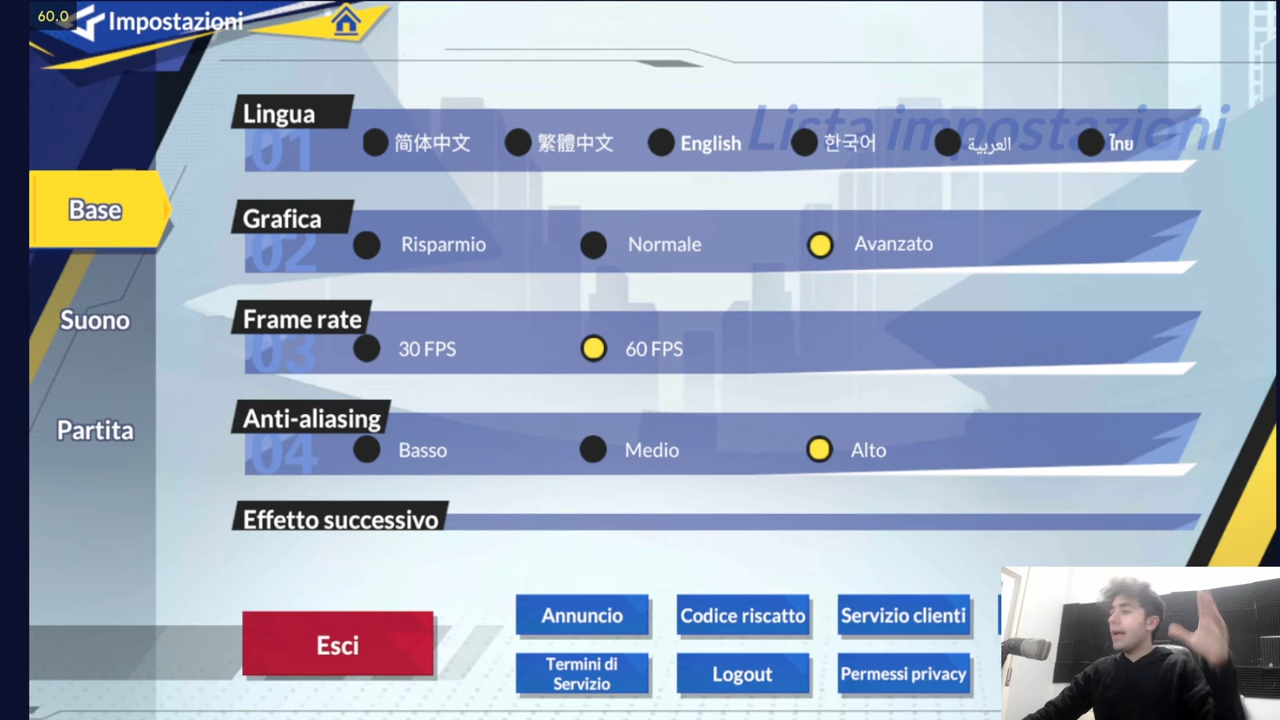 60.0
Impostazioni
Lista impostazioni
Lingua
01
简体中文
繁體中文
English
한국어
العربية
ไทย
Base
Grafica
02
Risparmio
Normale
Avanzato
Suono
Frame rate
03
30 FPS
60 FPS
Partita
Anti-aliasing
04
Basso
Medio
Alto
Effetto successivo
Esci
Annuncio
Codice riscatto
Servizio clienti
Termini di
Servizio
Logout
Permessi privacy